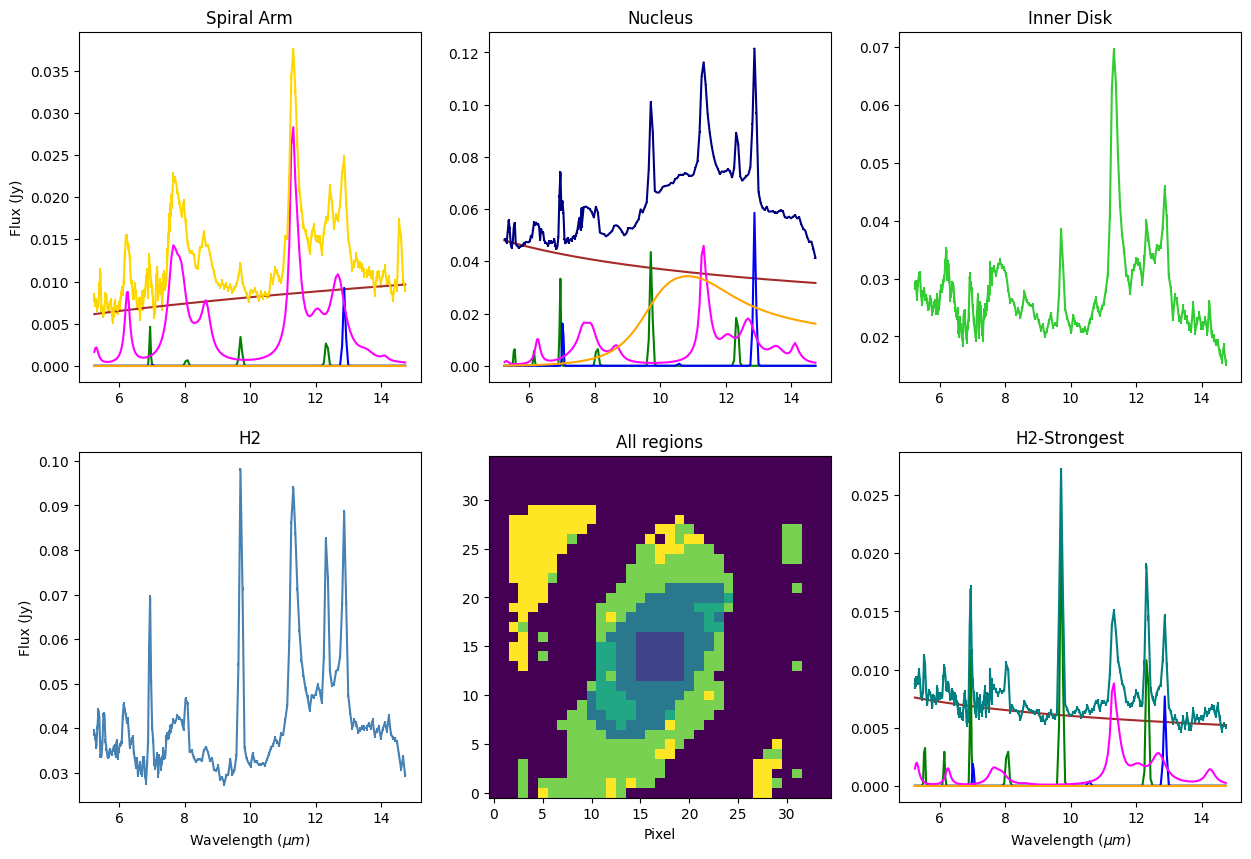 Spiral Arm
Nucleus
Inner Disk
Flux (Jy)
0.035
0.030
0.025
0.020
0.015
0.010
0.005
0.000
6 8 10 12 14
0.12
0.10
0.08
0.06
0.04
0.02
0.00
6 8 10 12 14
0.07
0.06
0.05
0.04
0.03
0.02
6 8 10 12 14
H2
All regions
H2-Strongest
Flux (Jy)
0.10
0.09
0.08
0.07
0.06
0.05
0.04
0.03
6 8 10 12 14
Wavelength (μm)
30
25
20
15
10
5
0
0 5 10 15 20 25 30
Pixel
0.025
0.020
0.015
0.010
0.005
0.000
6 8 10 12 14
Wavelength (μm)